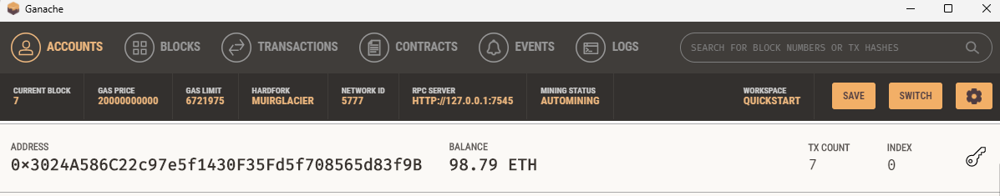 Ganache
ACCOUNTS BLOCKS TRANSACTIONS CONTRACTS EVENTS LOGS SEARCH FOR BLOCK NUMBERS OR TX HASHES
CURRENT BLOCK GAS PRICE GAS LIMIT HARDFORK NETWORK ID RPC SERVER MINING STATUS WORKSPACE
7 20000000000 6721975 MUIRGLACIER 5777 HTTP://127.0.0.1:7545 AUTOMINING QUICKSTART SAVE SWITCH
ADDRESS BALANCE TX COUNT INDEX
0×3024A586C22c97e5f1430F35Fd5f708565d83f9B 98.79 ETH 7 0